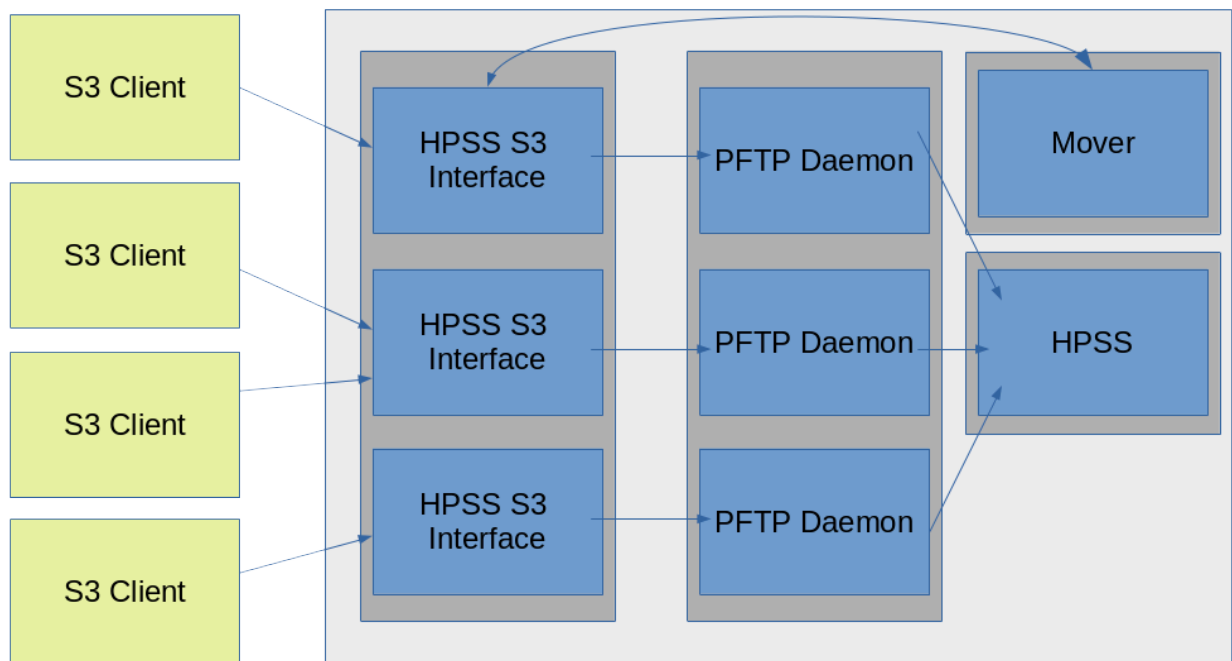 S3 Client
S3 Client
S3 Client
S3 Client
HPSS S3
Interface
HPSS S3
Interface
HPSS S3
Interface
PFTP Daemon
PFTP Daemon
PFTP Daemon
Mover
HPSS